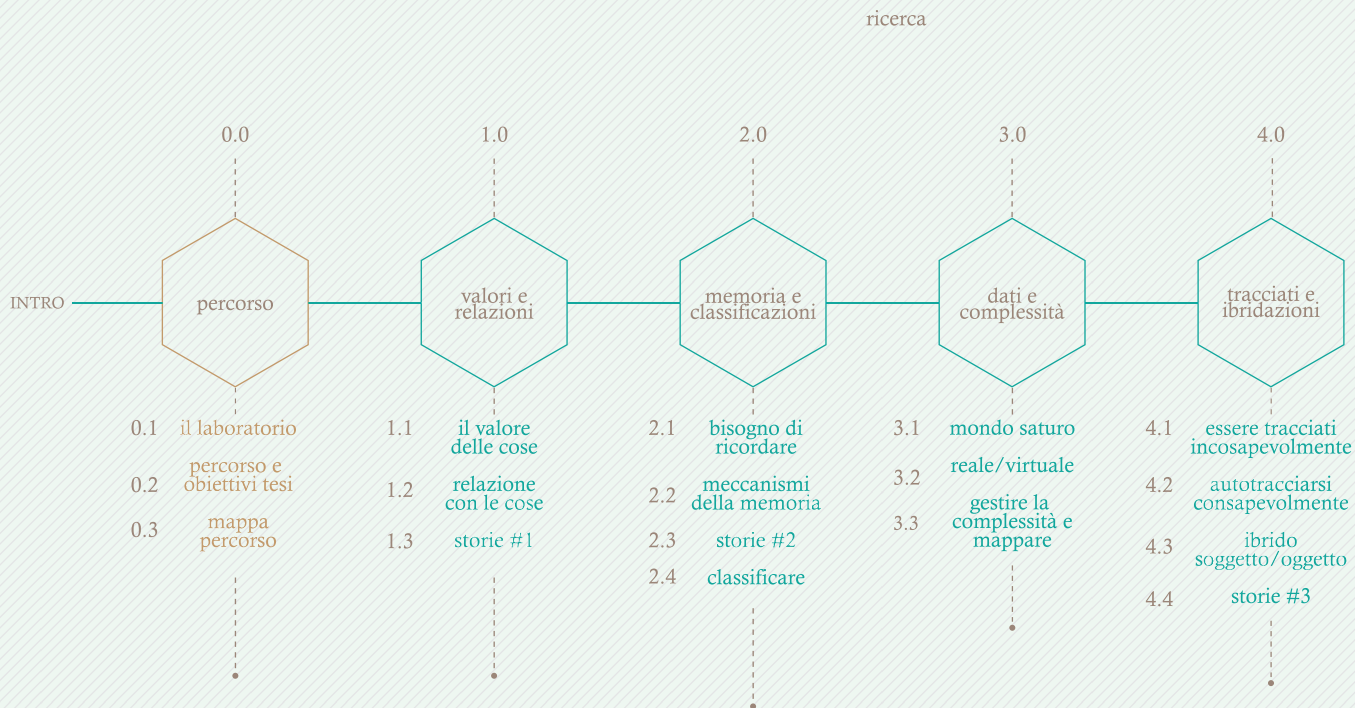 ricerca
0.0
1.0
2.0
3.0
4.0
INTRO
percorso
valori e
relazioni
memoria e
classificazioni
dati e
complessità
tracciati e
ibridazioni
0.1 il laboratorio
0.2 percorso e
obiettivi tesi
0.3 mappa
percorso
1.1 il valore
delle cose
1.2 relazione
con le cose
1.3 storie #1
2.1 bisogno di
ricordare
2.2 meccanismi
della memoria
2.3 storie #2
2.4 classificare
3.1 mondo saturo
3.2 reale/virtuale
3.3 gestire la
complessità e
mappare
4.1 essere tracciati
incosapevolmente
4.2 autotracciarsi
consapevolmente
4.3 ibrido
soggetto/oggetto
4.4 storie #3